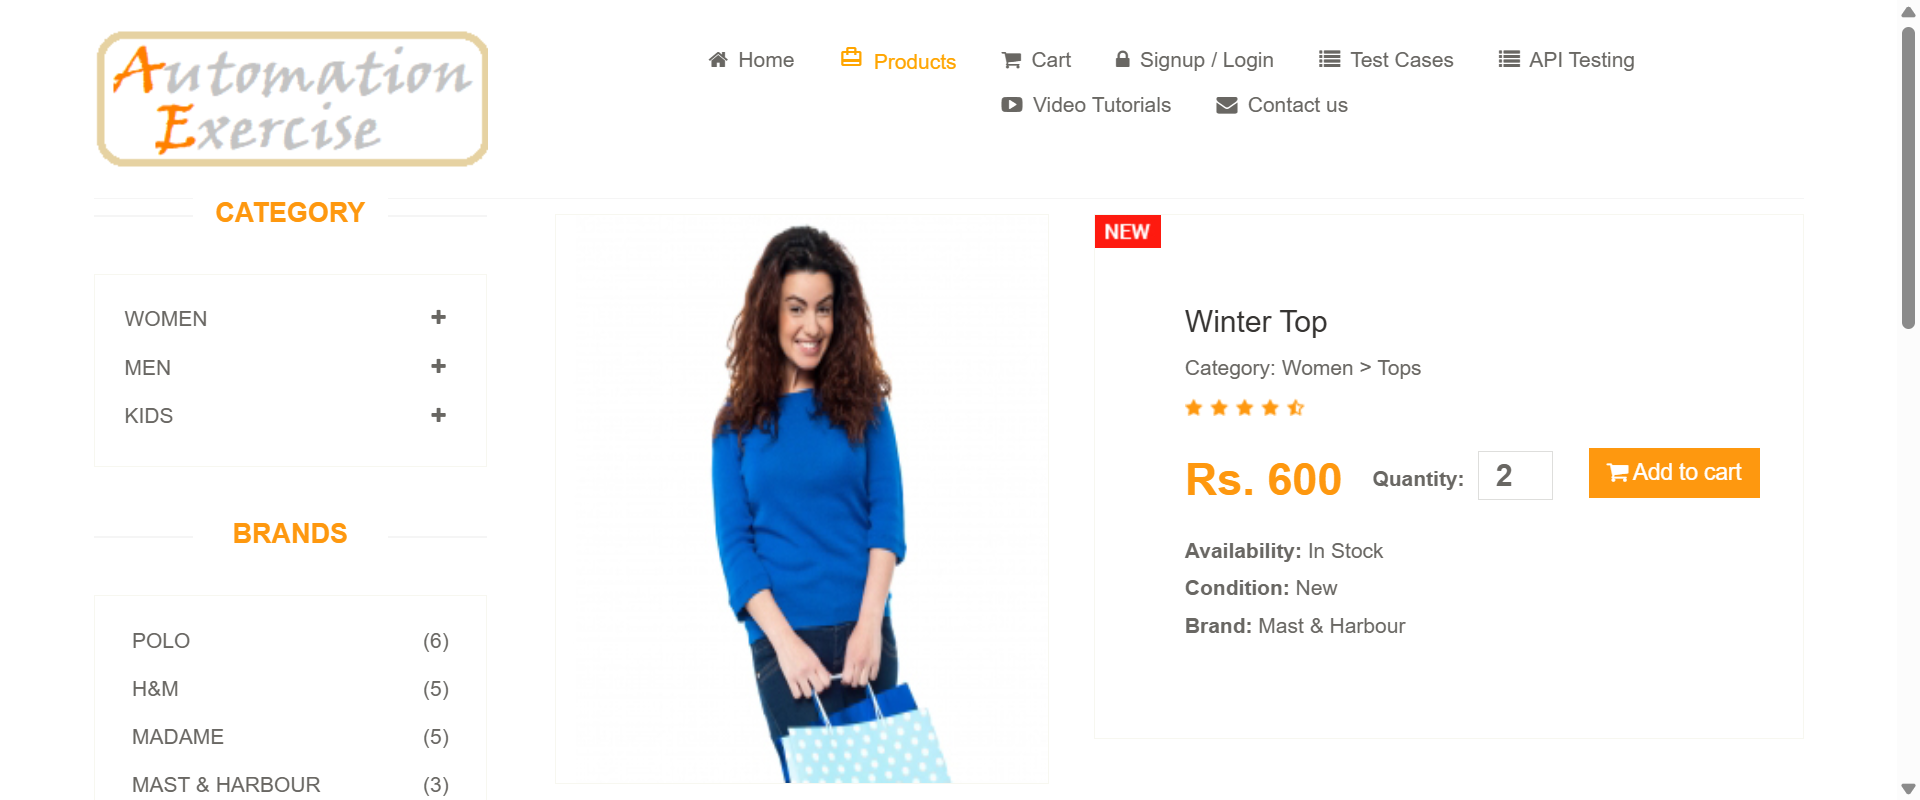 Automation
Exercise
Home
Products
Cart
Signup / Login
Test Cases
API Testing
Video Tutorials
Contact us
CATEGORY
WOMEN
MEN
KIDS
BRANDS
POLO (6)
H&M (5)
MADAME (5)
MAST & HARBOUR (3)
NEW
Winter Top
Category: Women > Tops
Rs. 600 Quantity: 2 Add to cart
Availability: In Stock
Condition: New
Brand: Mast & Harbour